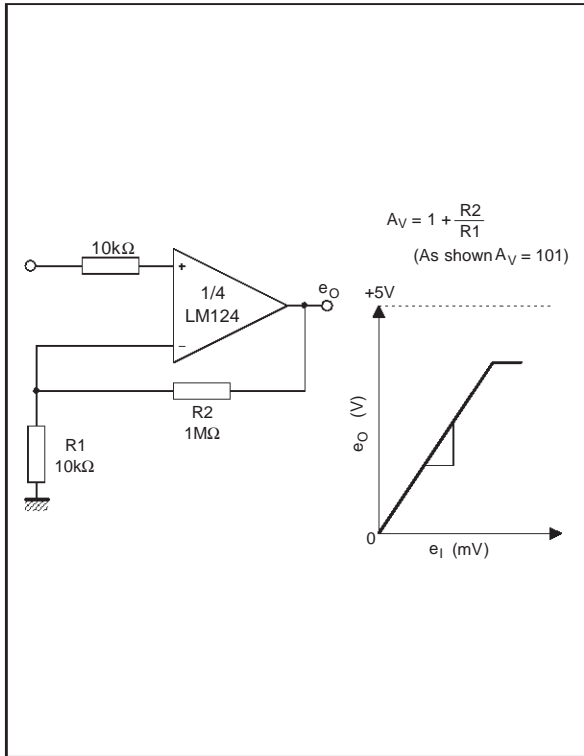 10kΩ
+
1/4
LM124
−
e_O
R2
1MΩ
R1
10kΩ
A_V = 1 + R2/R1
(As shown A_V = 101)
+5V
e_O (V)
0
e_I (mV)